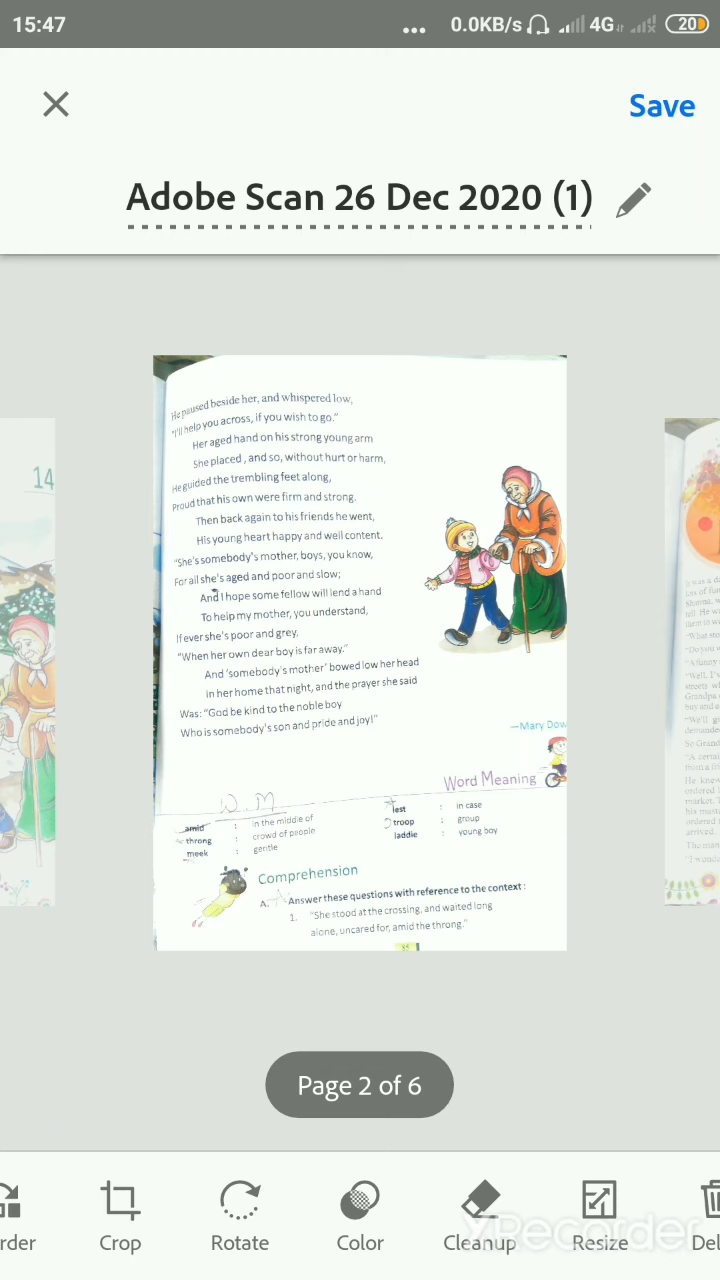 15:47
... 0.0KB/s 4G 20
Save
Adobe Scan 26 Dec 2020 (1)
He paused beside her, and whispered low,
"I'll help you across, if you wish to go."
Her aged hand on his strong young arm
She placed, and so, without hurt or harm,
He guided the trembling feet along,
Proud that his own were firm and strong.
Then back again to his friends he went,
His young heart happy and well content.
"She's somebody's mother, boys, you know,
For all she's aged and poor and slow;
And I hope some fellow will lend a hand
To help my mother, you understand,
If ever she's poor and grey,
"When her own dear boy is far away."
And 'somebody's mother' bowed low her head
In her home that night, and the prayer she said
Was: "God be kind to the noble boy
Who is somebody's son and pride and joy!"
—Mary Dow
Word Meaning
W.M
amid : in the middle of
throng : crowd of people
meek : gentle
lest : in case
troop : group
laddie : young boy
Comprehension
A. Answer these questions with reference to the context:
1. "She stood at the crossing, and waited long
alone, uncared for, amid the throng."
14
Page 2 of 6
rder
Crop
Rotate
Color
Cleanup
Resize
Del
XRecorder